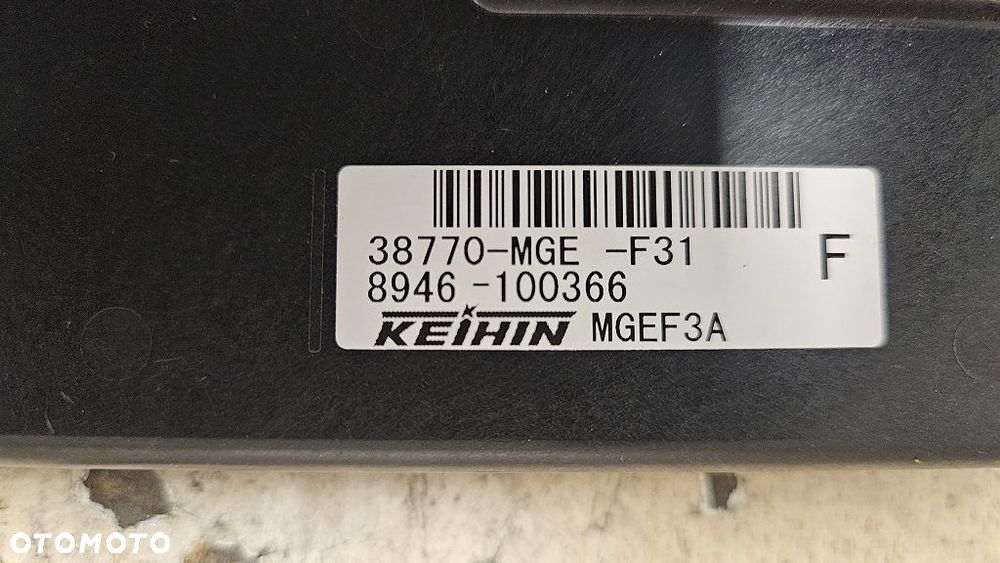 38770-MGE -F31
F
8946 -100366
KEIHIN MGEF3A
OTOMOTO